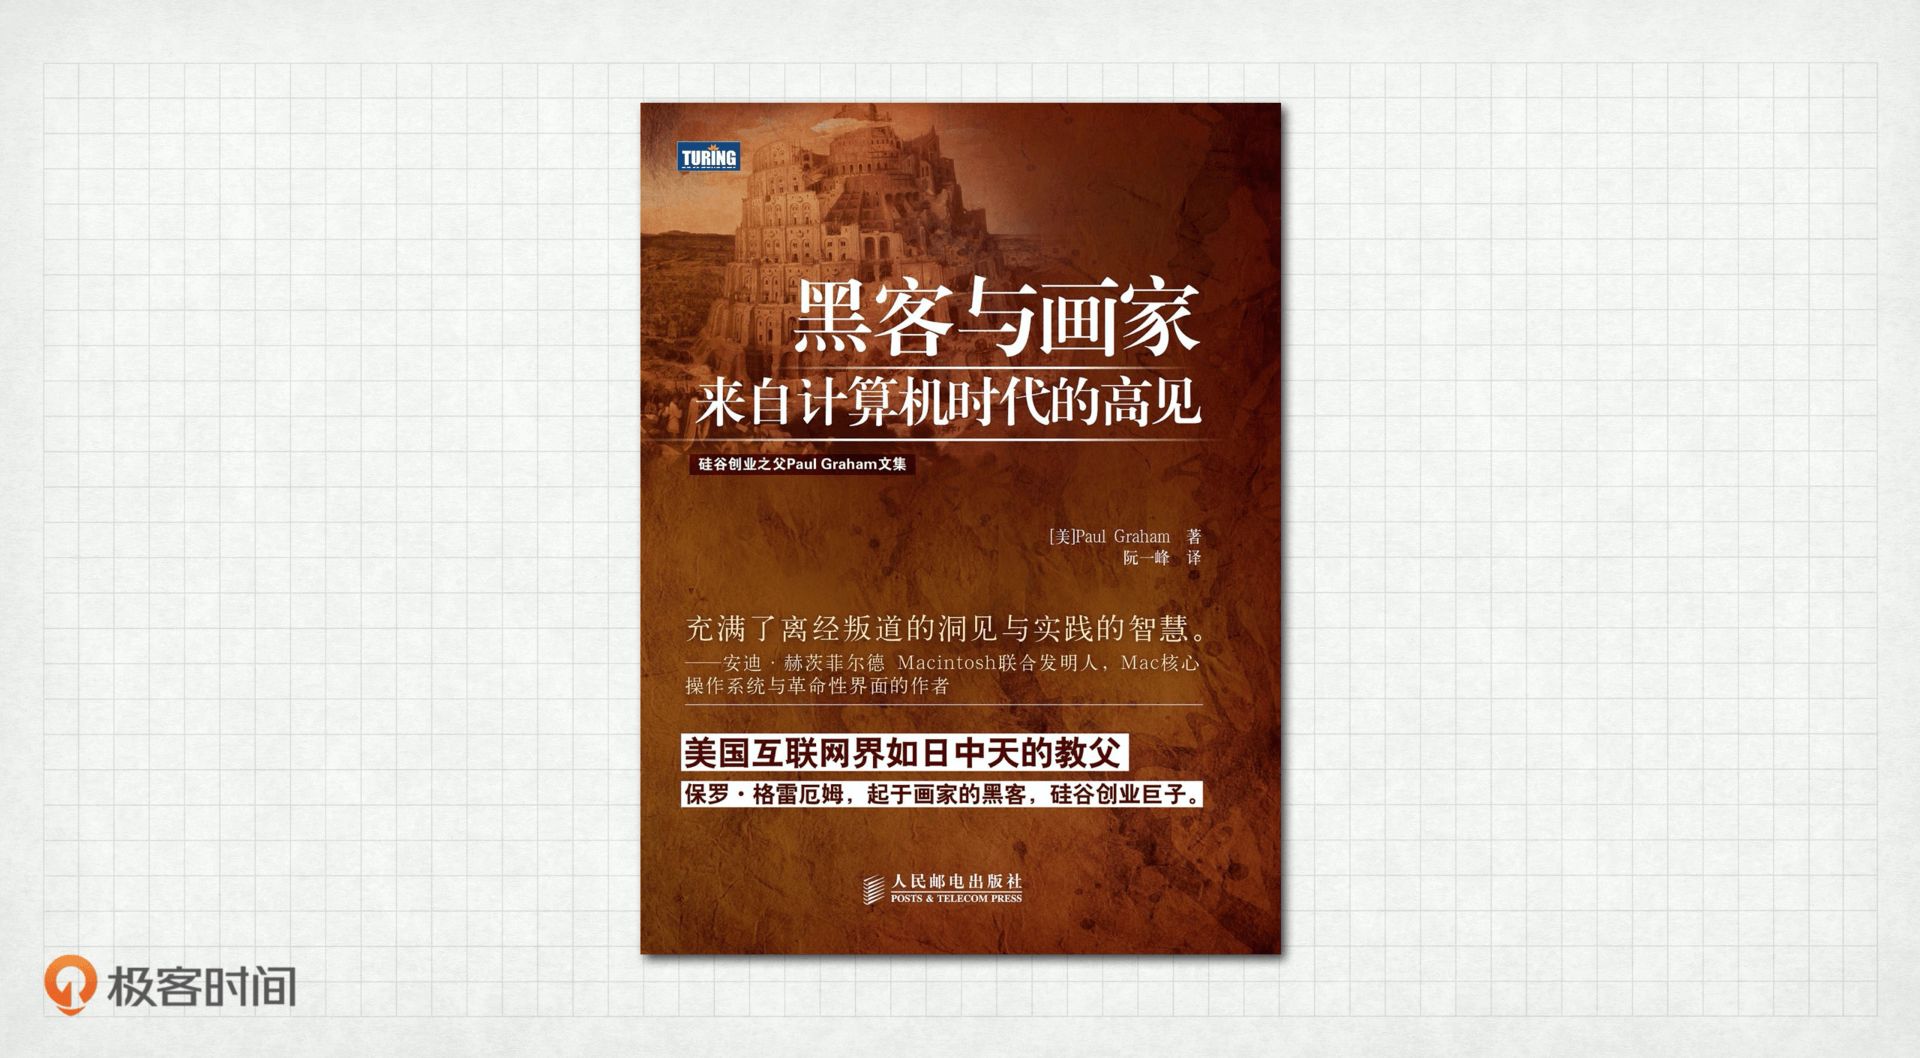 TURING
黑客与画家
来自计算机时代的高见
硅谷创业之父Paul Graham文集
[美]Paul Graham 著
阮一峰 译
充满了离经叛道的洞见与实践的智慧。
——安迪·赫茨菲尔德 Macintosh联合发明人，Mac核心
操作系统与革命性界面的作者
美国互联网界如日中天的教父
保罗·格雷厄姆，起于画家的黑客，硅谷创业巨子。
人民邮电出版社
POSTS & TELECOM PRESS
极客时间